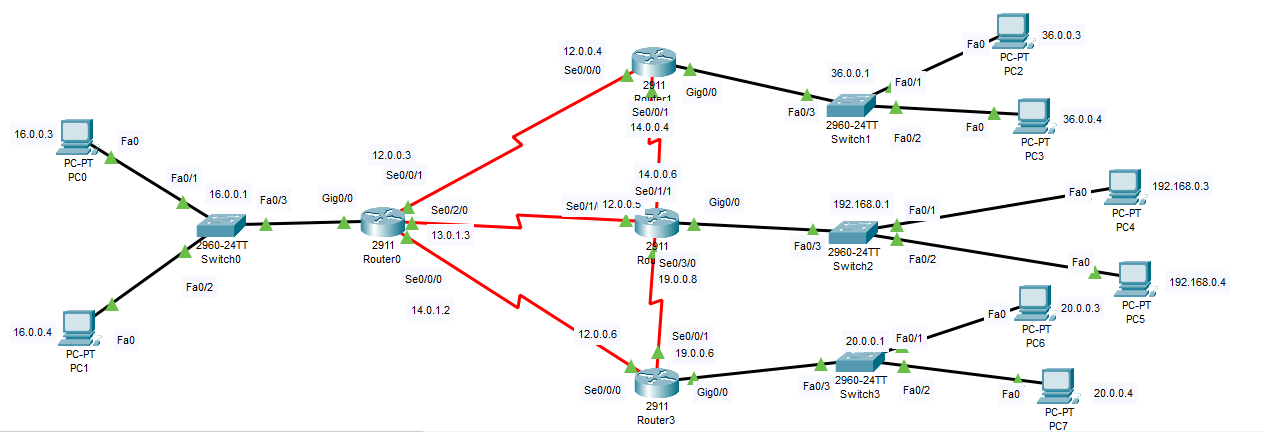 16.0.0.3
Fa0
PC-PT
PC0
Fa0/1
16.0.0.1
Fa0/3
2960-24TT
Switch0
Fa0/2
16.0.0.4
Fa0
PC-PT
PC1
Gig0/0
12.0.0.3
Se0/0/1
Se0/2/0
13.0.1.3
2911
Router0
Se0/0/0
14.0.1.2
12.0.0.4
Se0/0/0
2911
Router1
Gig0/0
Se0/0/1
14.0.0.4
14.0.0.6
Se0/1/1
Se0/1/
12.0.0.5
Gig0/0
2911
Se0/3/0
19.0.0.8
12.0.0.6
Se0/0/1
19.0.0.6
Se0/0/0
2911
Router3
Gig0/0
36.0.0.1
Fa0/1
Fa0/3
2960-24TT
Switch1
Fa0/2
Fa0
36.0.0.3
PC-PT
PC2
Fa0
36.0.0.4
PC-PT
PC3
192.168.0.1
Fa0/1
Fa0/3
2960-24TT
Switch2
Fa0/2
Fa0
192.168.0.3
PC-PT
PC4
Fa0
192.168.0.4
PC-PT
PC5
20.0.0.1
Fa0/1
Fa0/3
2960-24TT
Switch3
Fa0/2
Fa0
20.0.0.3
PC-PT
PC6
Fa0
20.0.0.4
PC-PT
PC7